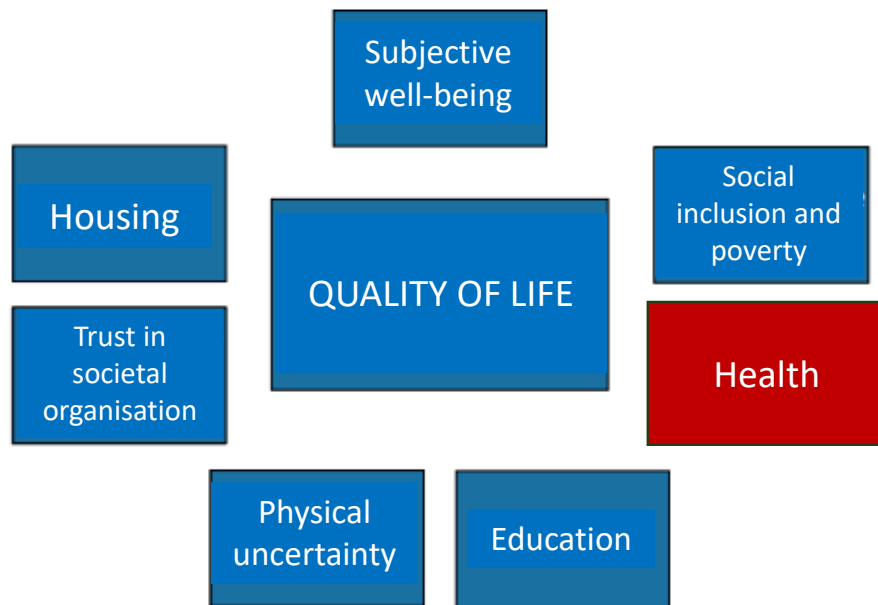 Subjective
well-being
Housing
Social
inclusion and
poverty
QUALITY OF LIFE
Trust in
societal
organisation
Health
Physical
uncertainty
Education